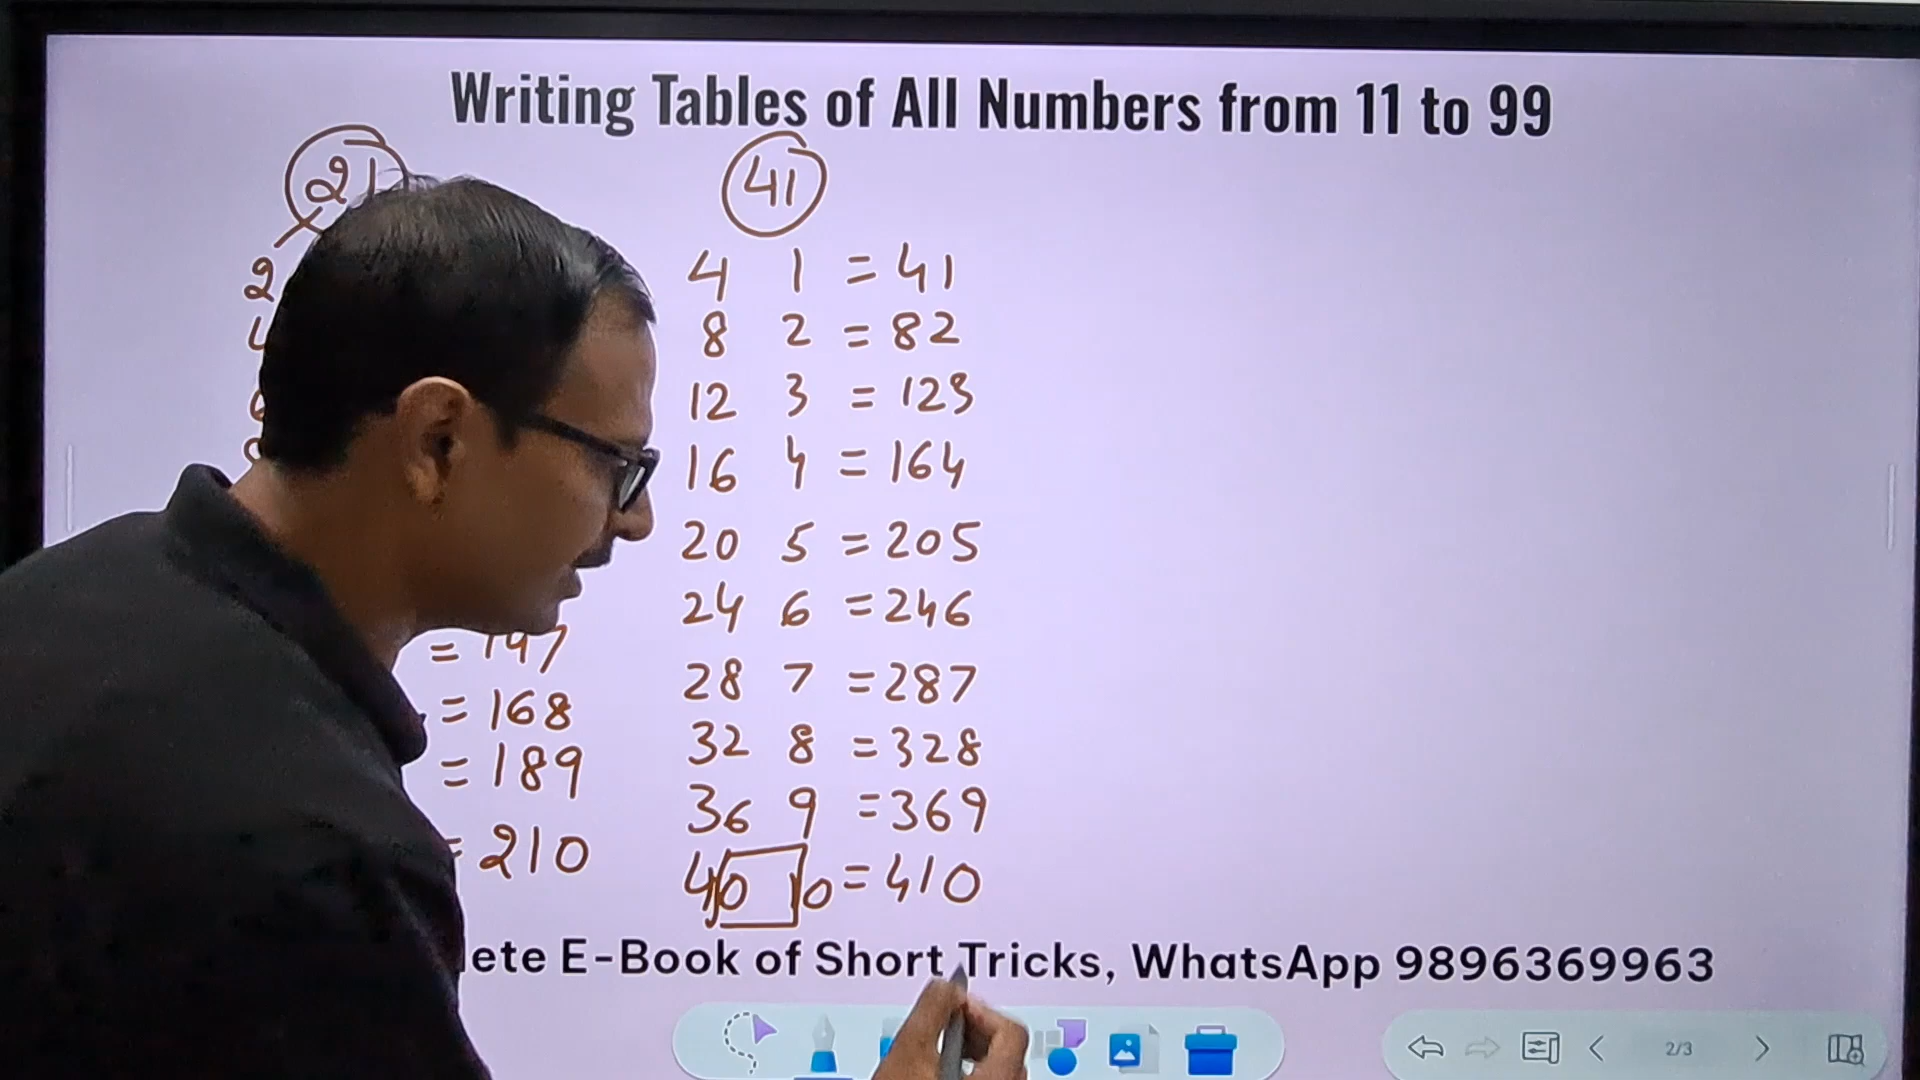 Writing Tables of All Numbers from 11 to 99
21
41
2
4 1 = 41
8 2 = 82
12 3 = 123
16 4 = 164
20 5 = 205
24 6 = 246
= 147
28 7 = 287
= 168
32 8 = 328
= 189
36 9 = 369
= 210
40 10 = 410
ete E-Book of Short Tricks, WhatsApp 9896369963
2/3